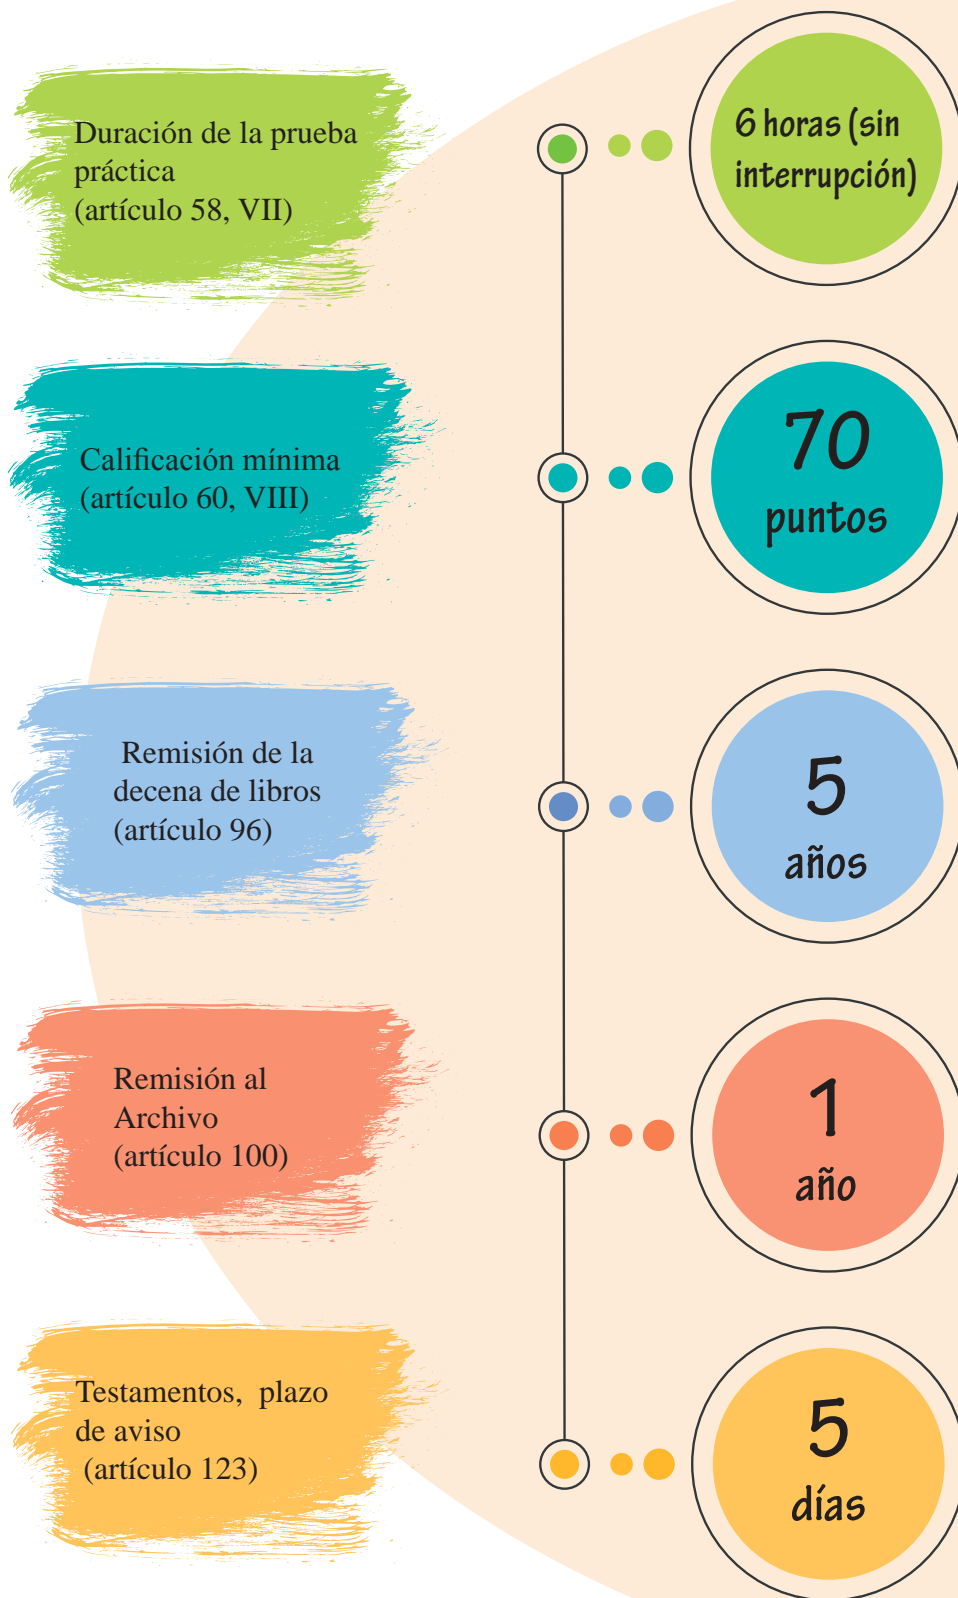 Duración de la prueba
práctica
(artículo 58, VII)
6 horas (sin
interrupción)
Calificación mínima
(artículo 60, VIII)
70
puntos
Remisión de la
decena de libros
(artículo 96)
5
años
Remisión al
Archivo
(artículo 100)
1
año
Testamentos, plazo
de aviso
(artículo 123)
5
días